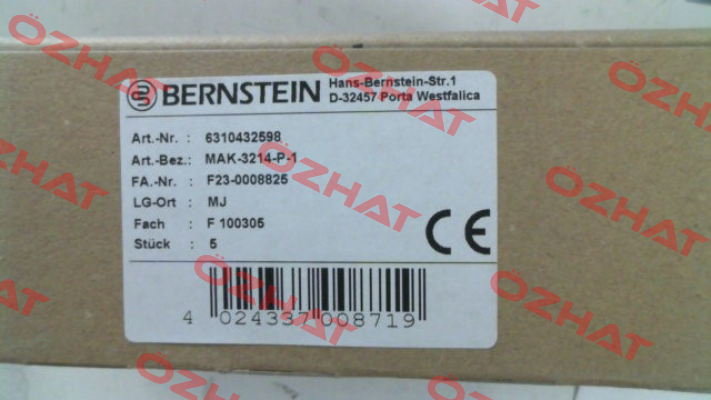 BERNSTEIN
Hans-Bernstein-Str.1
D-32457 Porta Westfalica
Art.-Nr. : 6310432598
Art.-Bez.: MAK-3214-P-1
FA.-Nr. : F23-0008825
LG-Ort : MJ
Fach : F 100305
Stück : 5
CE
4 024337 008719
ÖZHAT
ÖZHAT
ÖZHAT
ÖZHAT
ÖZHAT
ÖZHAT
ÖZHAT
ÖZHAT
ÖZHAT